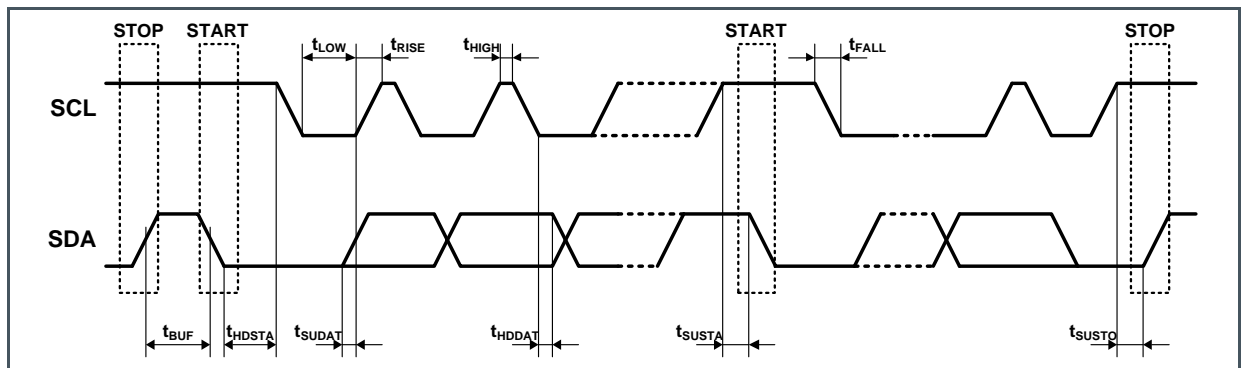 STOP START START STOP
tLOW tRISE tHIGH tFALL
SCL
SDA
tBUF tHDSTA tSUDAT tHDDAT tSUSTA tSUSTO